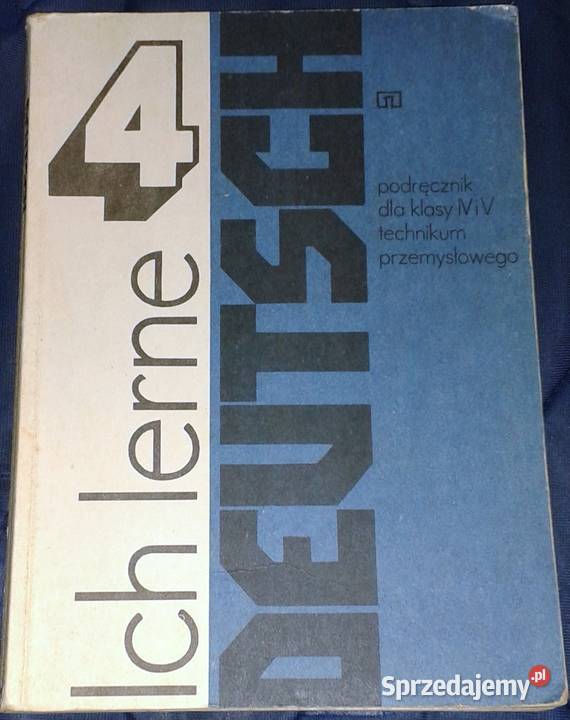 Ich lerne
DEUTSCH
4
podręcznik
dla klasy IV i V
technikum
przemysłowego
Sprzedajemy.pl